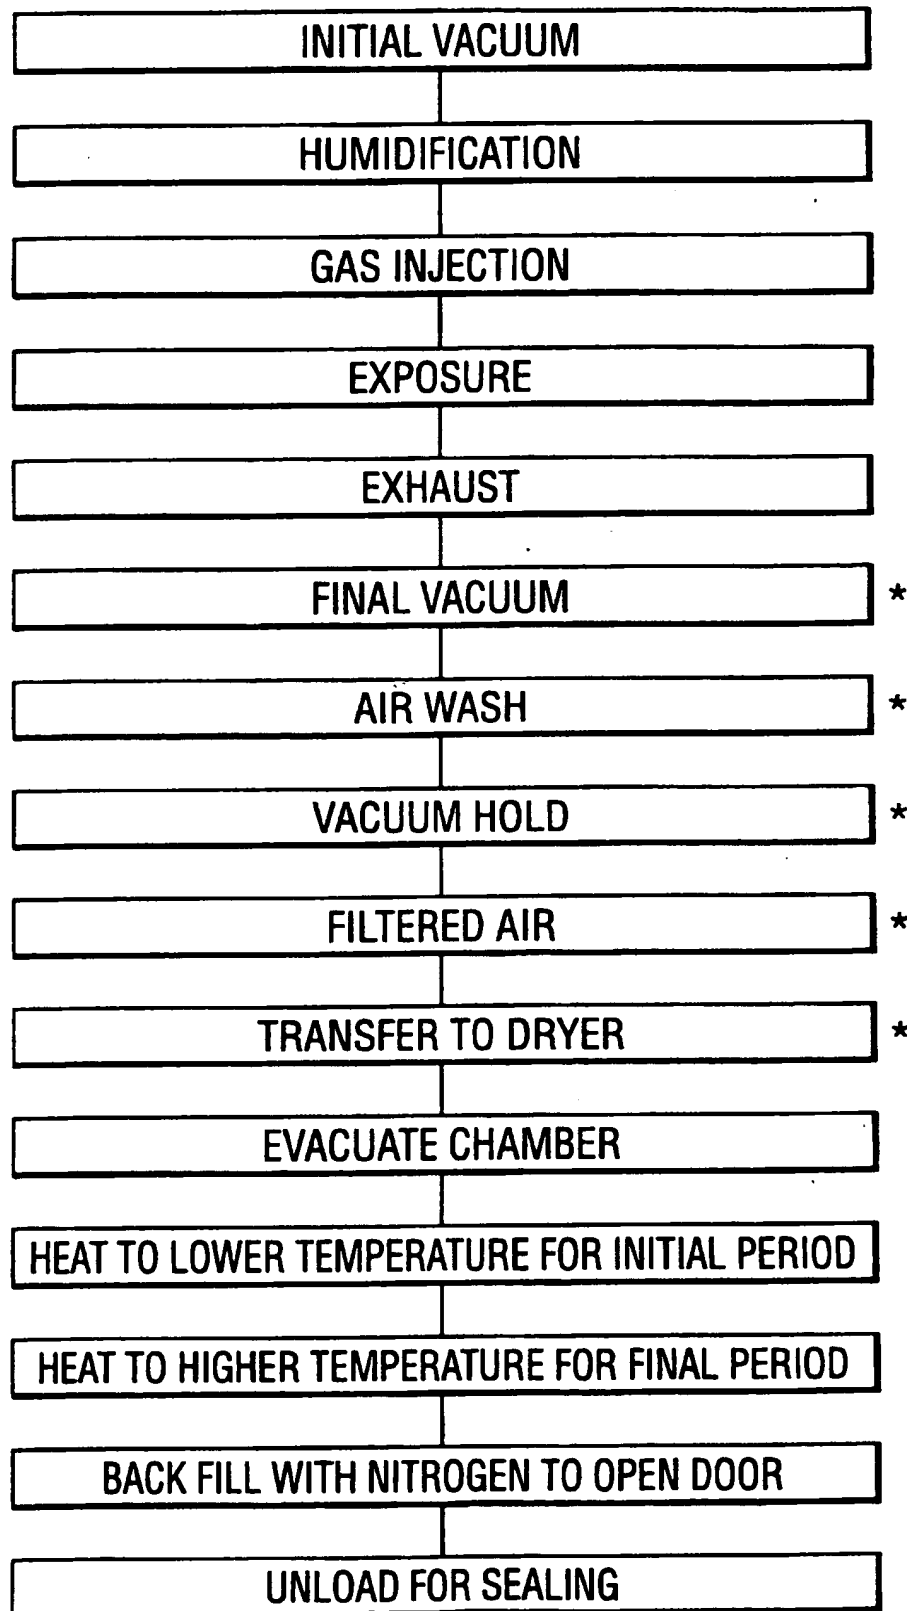 INITIAL VACUUM
HUMIDIFICATION
GAS INJECTION
EXPOSURE
EXHAUST
FINAL VACUUM *
AIR WASH *
VACUUM HOLD *
FILTERED AIR *
TRANSFER TO DRYER *
EVACUATE CHAMBER
HEAT TO LOWER TEMPERATURE FOR INITIAL PERIOD
HEAT TO HIGHER TEMPERATURE FOR FINAL PERIOD
BACK FILL WITH NITROGEN TO OPEN DOOR
UNLOAD FOR SEALING